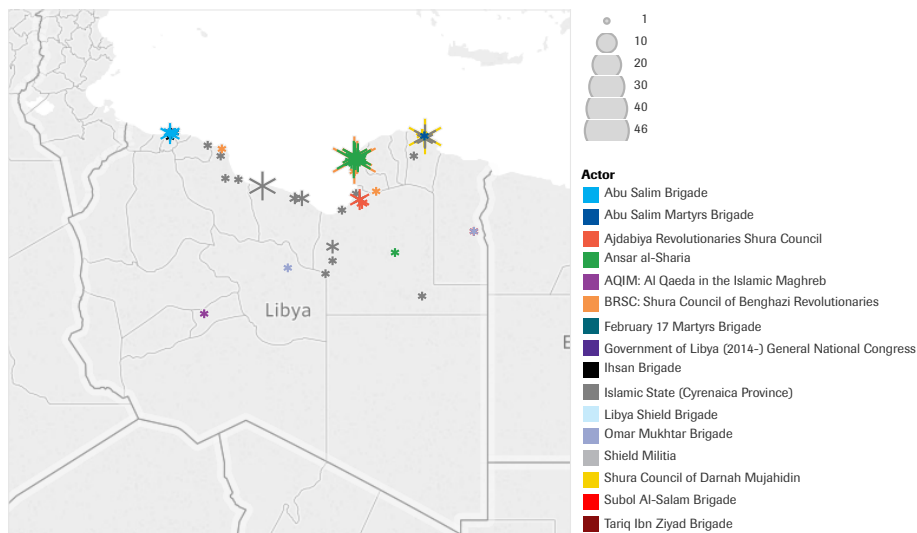 1
10
20
30
40
46
Actor
Abu Salim Brigade
Abu Salim Martyrs Brigade
Ajdabiya Revolutionaries Shura Council
Ansar al-Sharia
AQIM: Al Qaeda in the Islamic Maghreb
BRSC: Shura Council of Benghazi Revolutionaries
February 17 Martyrs Brigade
Government of Libya (2014-) General National Congress
Ihsan Brigade
Islamic State (Cyrenaica Province)
Libya Shield Brigade
Omar Mukhtar Brigade
Shield Militia
Shura Council of Darnah Mujahidin
Subol Al-Salam Brigade
Tariq Ibn Ziyad Brigade
Libya
E